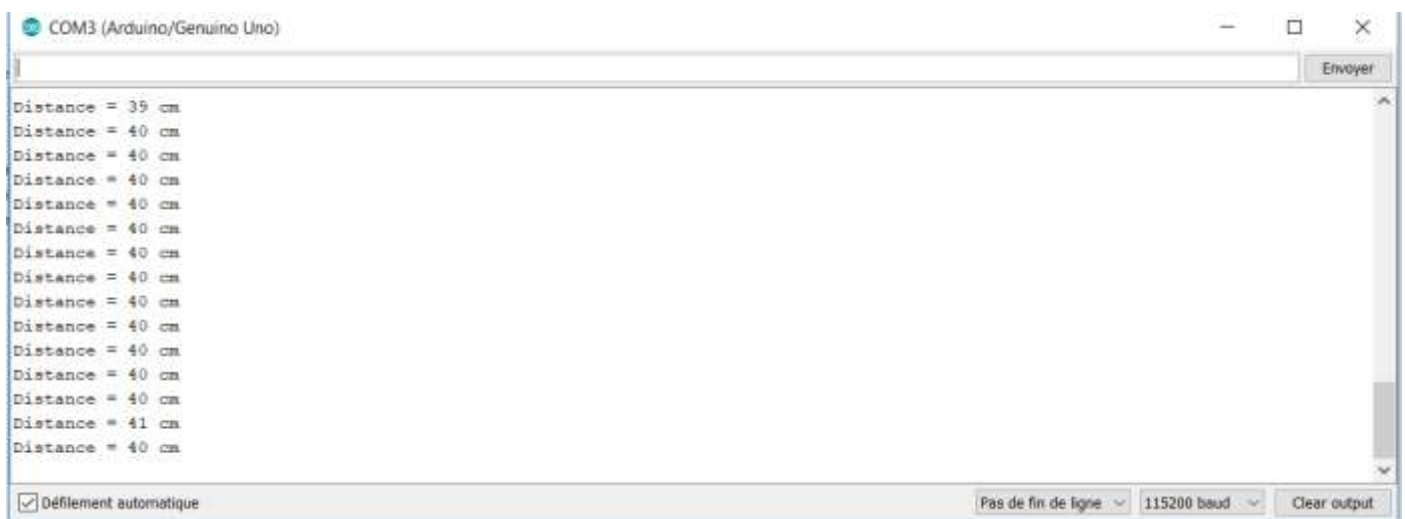 COM3 (Arduino/Genuino Uno)
Envoyer
Distance = 39 cm
Distance = 40 cm
Distance = 40 cm
Distance = 40 cm
Distance = 40 cm
Distance = 40 cm
Distance = 40 cm
Distance = 40 cm
Distance = 40 cm
Distance = 40 cm
Distance = 40 cm
Distance = 40 cm
Distance = 40 cm
Distance = 41 cm
Distance = 40 cm
Défilement automatique
Pas de fin de ligne
115200 baud
Clear output